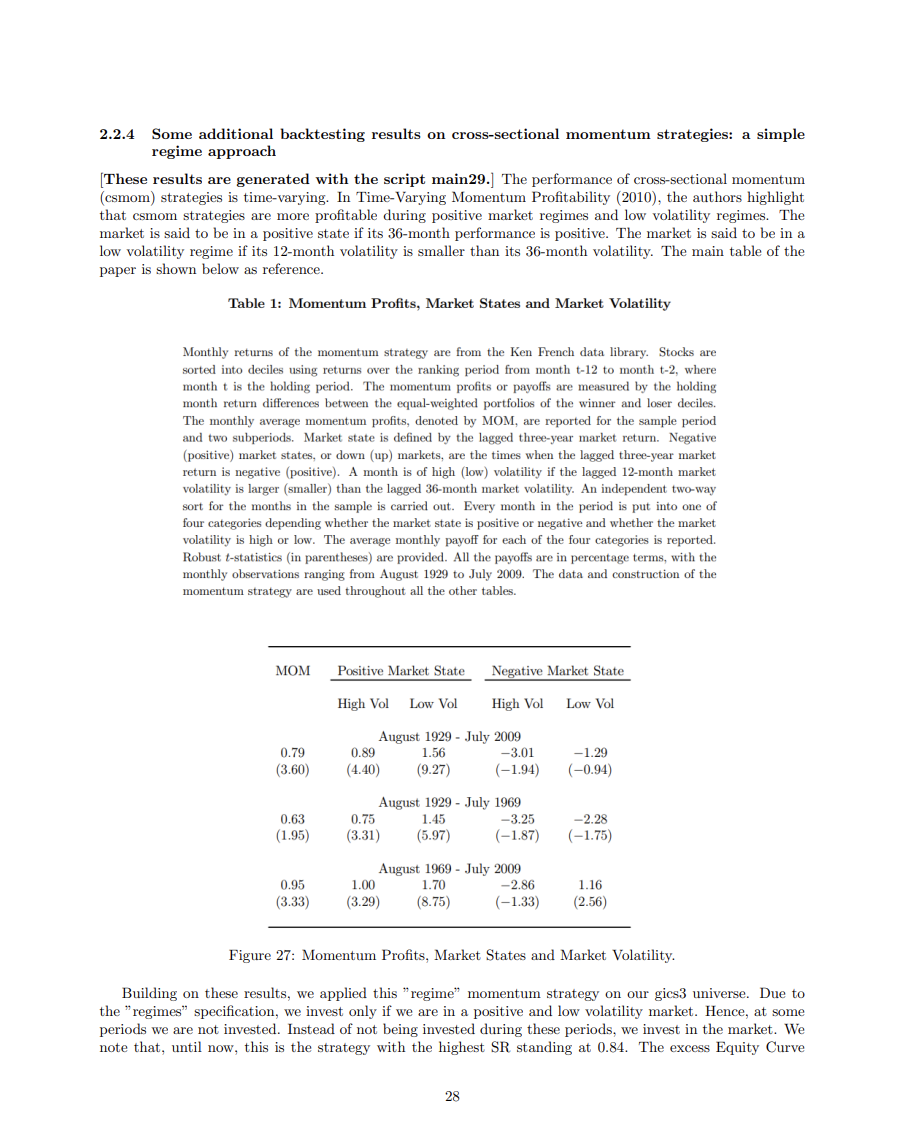 2.2.4 Some additional backtesting results on cross-sectional momentum strategies: a simple
regime approach
[These results are generated with the script main29.] The performance of cross-sectional momentum
(csmom) strategies is time-varying. In Time-Varying Momentum Profitability (2010), the authors highlight
that csmom strategies are more profitable during positive market regimes and low volatility regimes. The
market is said to be in a positive state if its 36-month performance is positive. The market is said to be in a
low volatility regime if its 12-month volatility is smaller than its 36-month volatility. The main table of the
paper is shown below as reference.
Table 1: Momentum Profits, Market States and Market Volatility
Monthly returns of the momentum strategy are from the Ken French data library. Stocks are
sorted into deciles using returns over the ranking period from month t-12 to month t-2, where
month t is the holding period. The momentum profits or payoffs are measured by the holding
month return differences between the equal-weighted portfolios of the winner and loser deciles.
The monthly average momentum profits, denoted by MOM, are reported for the sample period
and two subperiods. Market state is defined by the lagged three-year market return. Negative
(positive) market states, or down (up) markets, are the times when the lagged three-year market
return is negative (positive). A month is of high (low) volatility if the lagged 12-month market
volatility is larger (smaller) than the lagged 36-month market volatility. An independent two-way
sort for the months in the sample is carried out. Every month in the period is put into one of
four categories depending whether the market state is positive or negative and whether the market
volatility is high or low. The average monthly payoff for each of the four categories is reported.
Robust t-statistics (in parentheses) are provided. All the payoffs are in percentage terms, with the
monthly observations ranging from August 1929 to July 2009. The data and construction of the
momentum strategy are used throughout all the other tables.
MOM Positive Market State Negative Market State
High Vol Low Vol High Vol Low Vol
August 1929 - July 2009
0.79 0.89 1.56 −3.01 −1.29
(3.60) (4.40) (9.27) (−1.94) (−0.94)
August 1929 - July 1969
0.63 0.75 1.45 −3.25 −2.28
(1.95) (3.31) (5.97) (−1.87) (−1.75)
August 1969 - July 2009
0.95 1.00 1.70 −2.86 1.16
(3.33) (3.29) (8.75) (−1.33) (2.56)
Figure 27: Momentum Profits, Market States and Market Volatility.
Building on these results, we applied this ”regime” momentum strategy on our gics3 universe. Due to
the ”regimes” specification, we invest only if we are in a positive and low volatility market. Hence, at some
periods we are not invested. Instead of not being invested during these periods, we invest in the market. We
note that, until now, this is the strategy with the highest SR standing at 0.84. The excess Equity Curve
28